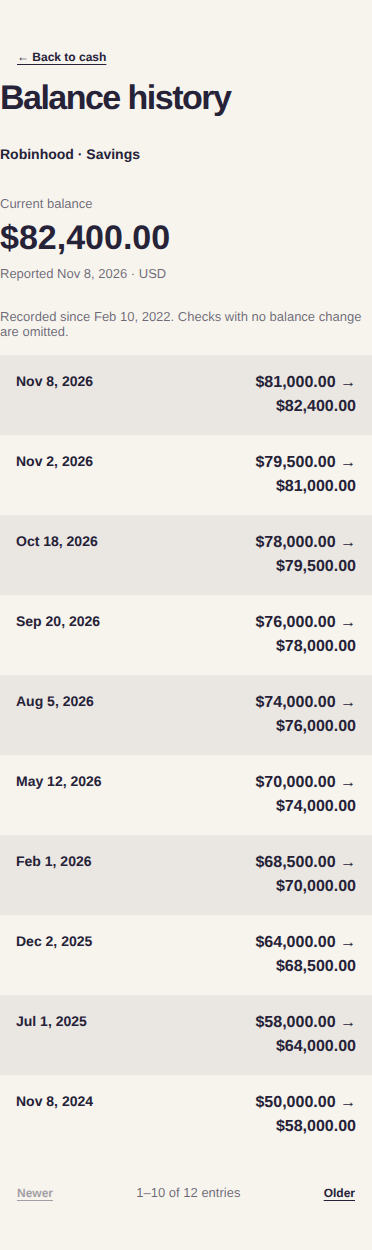 ← Back to cash
Balance history
Robinhood · Savings
Current balance
$82,400.00
Reported Nov 8, 2026 · USD
Recorded since Feb 10, 2022. Checks with no balance change
are omitted.
Nov 8, 2026 $81,000.00 →
$82,400.00
Nov 2, 2026 $79,500.00 →
$81,000.00
Oct 18, 2026 $78,000.00 →
$79,500.00
Sep 20, 2026 $76,000.00 →
$78,000.00
Aug 5, 2026 $74,000.00 →
$76,000.00
May 12, 2026 $70,000.00 →
$74,000.00
Feb 1, 2026 $68,500.00 →
$70,000.00
Dec 2, 2025 $64,000.00 →
$68,500.00
Jul 1, 2025 $58,000.00 →
$64,000.00
Nov 8, 2024 $50,000.00 →
$58,000.00
Newer 1–10 of 12 entries Older